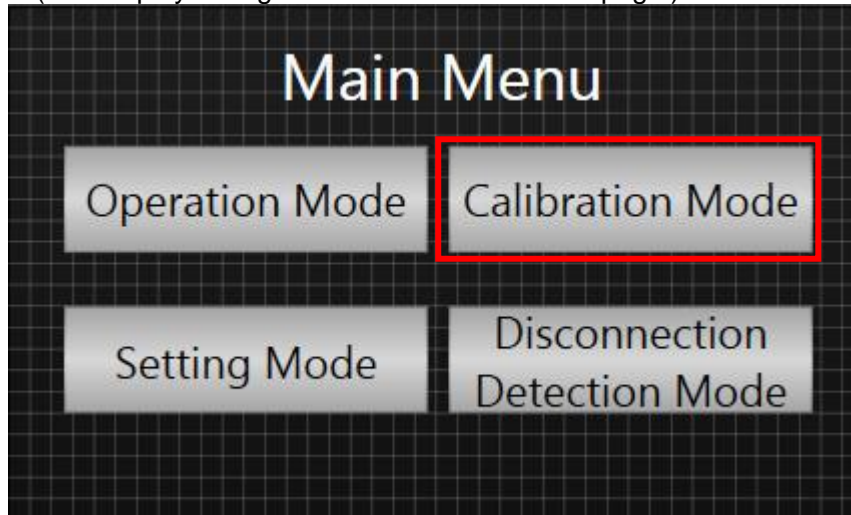 Main Menu
Operation Mode
Calibration Mode
Setting Mode
Disconnection
Detection Mode